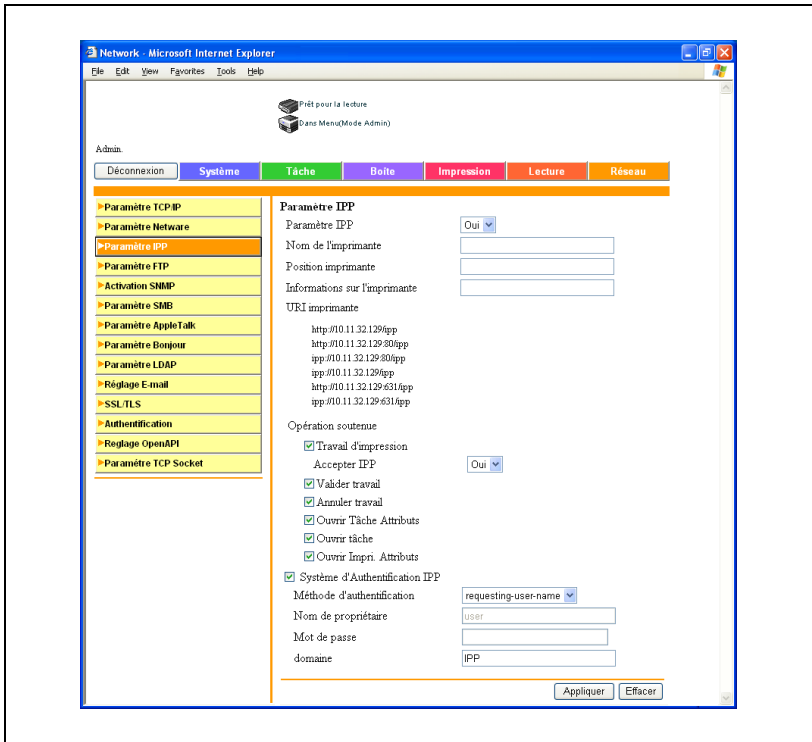 Network - Microsoft Internet Explorer
File Edit View Favorites Tools Help
Prêt pour la lecture
Dans Menu(Mode Admin)
Admin.
Déconnexion Système Tâche Boîte Impression Lecture Réseau
Paramètre TCP/IP
Paramètre Netware
Paramètre IPP
Paramètre FTP
Activation SNMP
Paramètre SMB
Paramètre AppleTalk
Paramètre Bonjour
Paramètre LDAP
Réglage E-mail
SSL/TLS
Authentification
Reglage OpenAPI
Paramétre TCP Socket
Paramètre IPP
Paramètre IPP Oui
Nom de l'imprimante
Position imprimante
Informations sur l'imprimante
URI imprimante
http://10.11.32.129/ipp
http://10.11.32.129:80/ipp
ipp://10.11.32.129:80/ipp
ipp://10.11.32.129/ipp
http://10.11.32.129:631/ipp
ipp://10.11.32.129:631/ipp
Opération soutenue
Travail d'impression
Accepter IPP Oui
Valider travail
Annuler travail
Ouvrir Tâche Attributs
Ouvrir tâche
Ouvrir Impri. Attributs
Système d'Authentification IPP
Méthode d'authentification requesting-user-name
Nom de propriétaire user
Mot de passe
domaine IPP
Appliquer Effacer